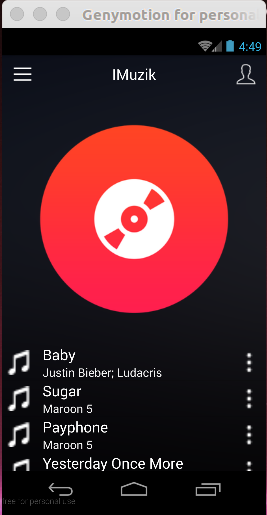 Genymotion for persona
4:49
IMuzik
Baby
Justin Bieber; Ludacris
Sugar
Maroon 5
Payphone
Maroon 5
Yesterday Once More
free for personal use